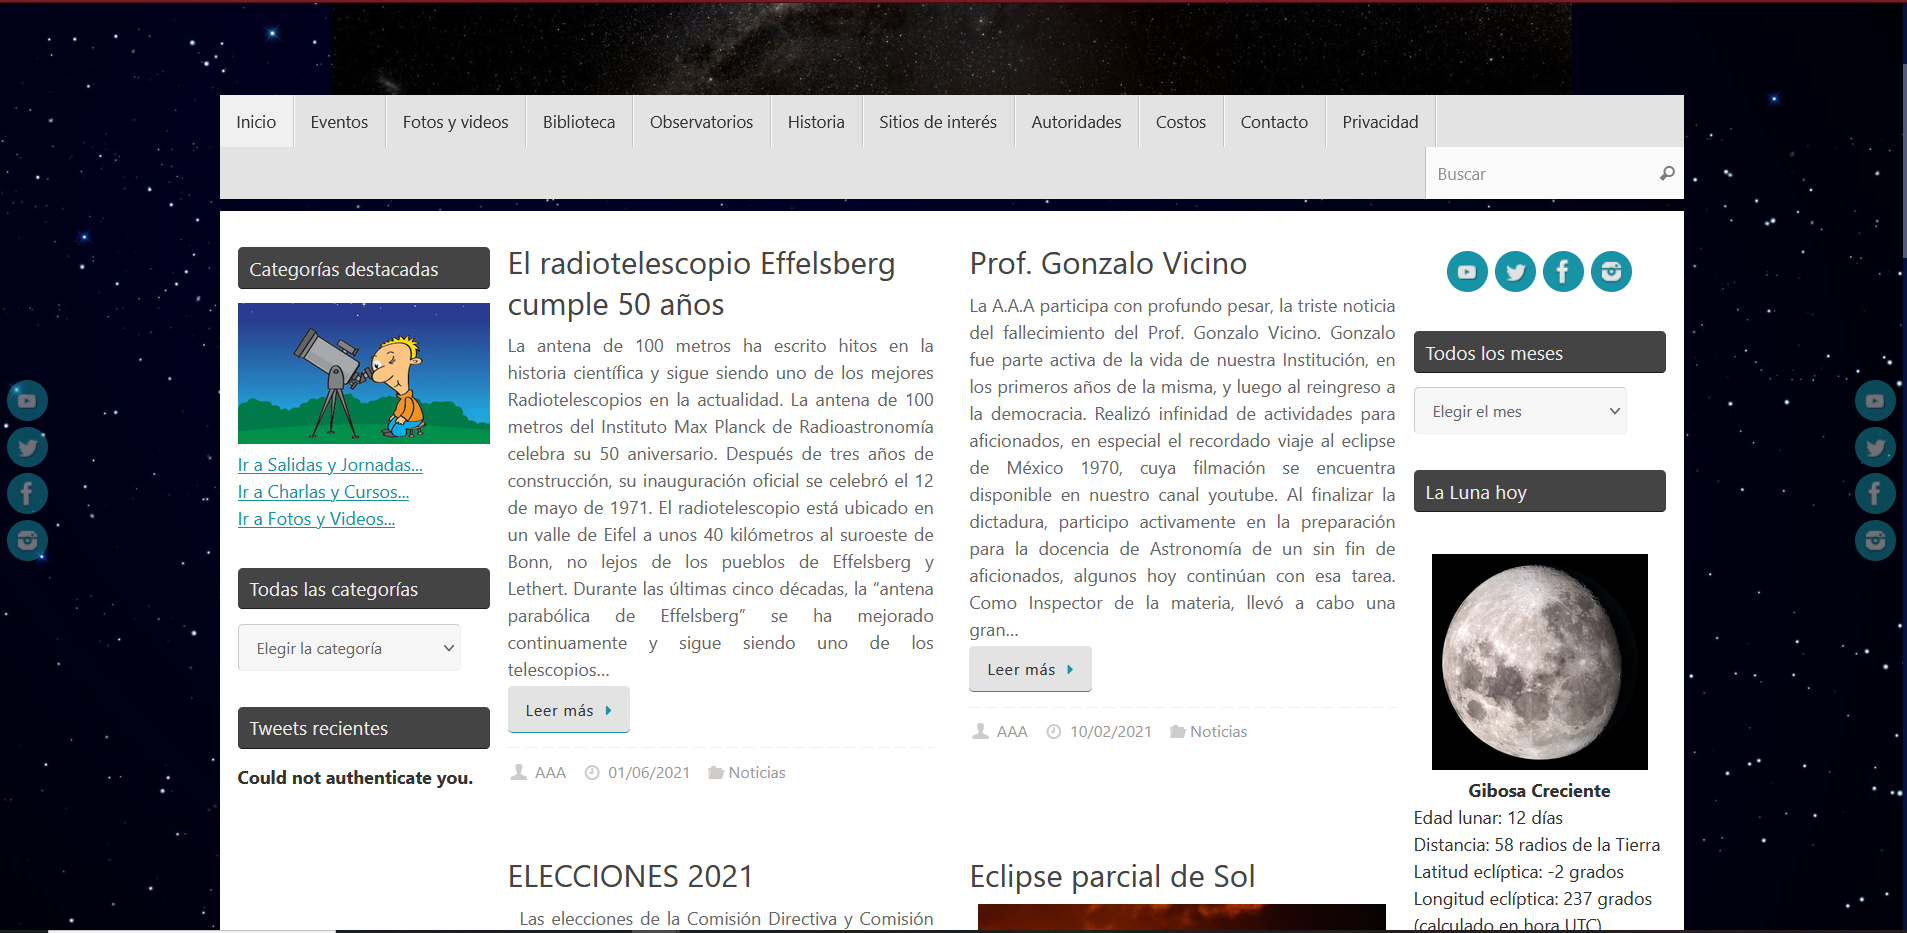 Inicio
Eventos
Fotos y videos
Biblioteca
Observatorios
Historia
Sitios de interés
Autoridades
Costos
Contacto
Privacidad
Buscar
Categorías destacadas
Ir a Salidas y Jornadas...
Ir a Charlas y Cursos...
Ir a Fotos y Videos...
Todas las categorías
Elegir la categoría
Tweets recientes
Could not authenticate you.
El radiotelescopio Effelsberg
cumple 50 años
La antena de 100 metros ha escrito hitos en la
historia científica y sigue siendo uno de los mejores
Radiotelescopios en la actualidad. La antena de 100
metros del Instituto Max Planck de Radioastronomía
celebra su 50 aniversario. Después de tres años de
construcción, su inauguración oficial se celebró el 12
de mayo de 1971. El radiotelescopio está ubicado en
un valle de Eifel a unos 40 kilómetros al suroeste de
Bonn, no lejos de los pueblos de Effelsberg y
Lethert. Durante las últimas cinco décadas, la “antena
parabólica de Effelsberg” se ha mejorado
continuamente y sigue siendo uno de los
telescopios...
Leer más
AAA 01/06/2021 Noticias
Prof. Gonzalo Vicino
La A.A.A participa con profundo pesar, la triste noticia
del fallecimiento del Prof. Gonzalo Vicino. Gonzalo
fue parte activa de la vida de nuestra Institución, en
los primeros años de la misma, y luego al reingreso a
la democracia. Realizó infinidad de actividades para
aficionados, en especial el recordado viaje al eclipse
de México 1970, cuya filmación se encuentra
disponible en nuestro canal youtube. Al finalizar la
dictadura, participo activamente en la preparación
para la docencia de Astronomía de un sin fin de
aficionados, algunos hoy continúan con esa tarea.
Como Inspector de la materia, llevó a cabo una
gran...
Leer más
AAA 10/02/2021 Noticias
ELECCIONES 2021
Las elecciones de la Comisión Directiva y Comisión
Eclipse parcial de Sol
Todos los meses
Elegir el mes
La Luna hoy
Gibosa Creciente
Edad lunar: 12 días
Distancia: 58 radios de la Tierra
Latitud eclíptica: -2 grados
Longitud eclíptica: 237 grados
(calculado en hora UTC)